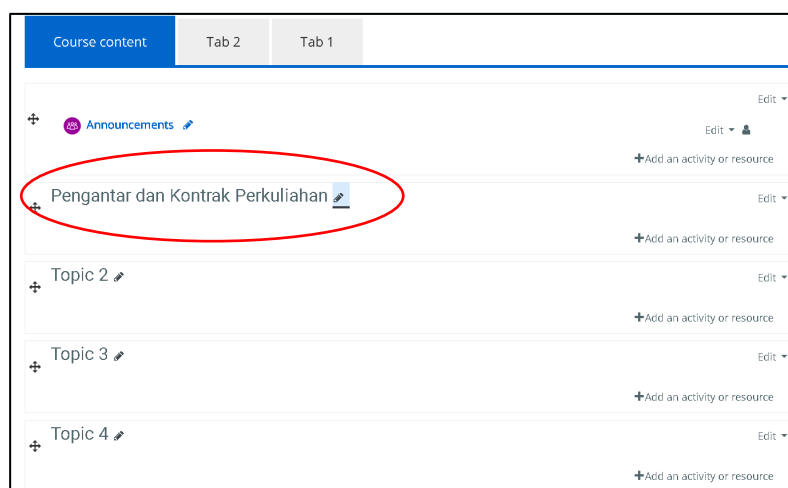 Course content Tab 2 Tab 1
Edit
Announcements
Edit
Add an activity or resource
Pengantar dan Kontrak Perkuliahan
Edit
Add an activity or resource
Topic 2
Edit
Add an activity or resource
Topic 3
Edit
Add an activity or resource
Topic 4
Edit
Add an activity or resource